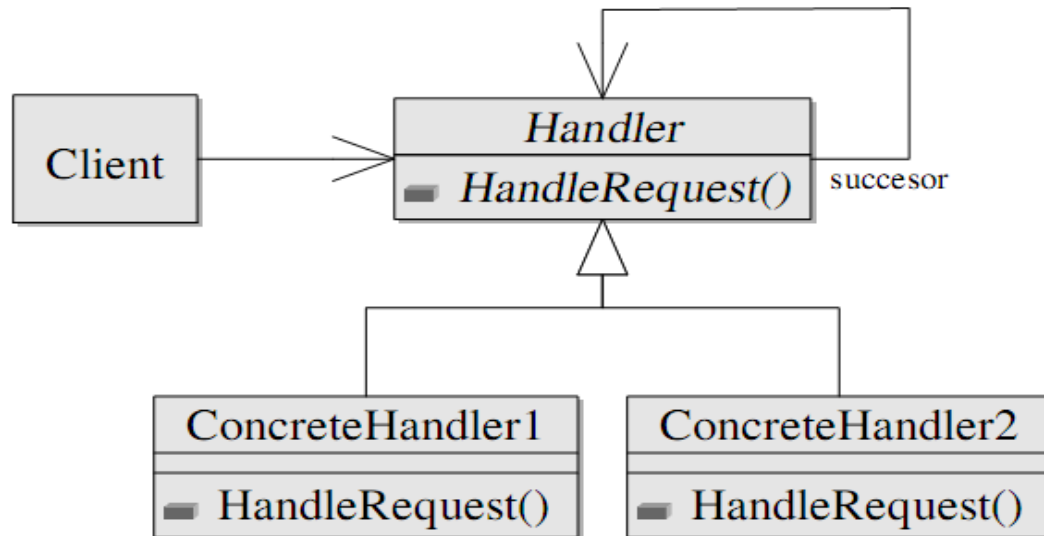 Client
Handler
HandleRequest()
succesor
ConcreteHandler1
HandleRequest()
ConcreteHandler2
HandleRequest()